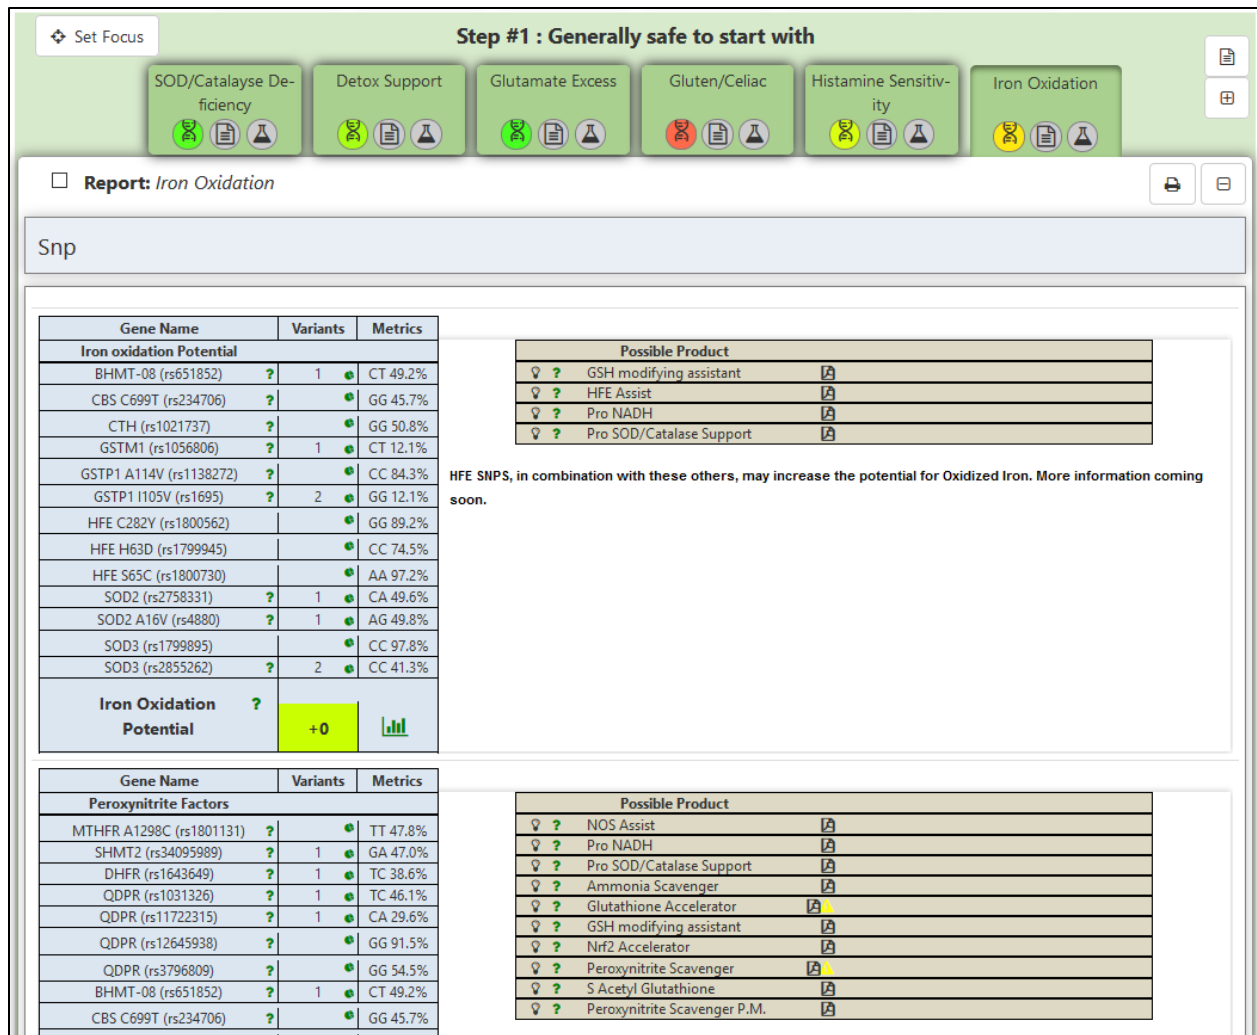 Set Focus
Step #1 : Generally safe to start with
SOD/Catalayse De-
ficiency
Detox Support
Glutamate Excess
Gluten/Celiac
Histamine Sensitiv-
ity
Iron Oxidation
Report: Iron Oxidation
Snp
Gene Name Variants Metrics
Iron oxidation Potential
BHMT-08 (rs651852) ? 1 CT 49.2%
CBS C699T (rs234706) ? GG 45.7%
CTH (rs1021737) ? GG 50.8%
GSTM1 (rs1056806) ? 1 CT 12.1%
GSTP1 A114V (rs1138272) ? CC 84.3%
GSTP1 I105V (rs1695) ? 2 GG 12.1%
HFE C282Y (rs1800562) GG 89.2%
HFE H63D (rs1799945) CC 74.5%
HFE S65C (rs1800730) AA 97.2%
SOD2 (rs2758331) ? 1 CA 49.6%
SOD2 A16V (rs4880) ? 1 AG 49.8%
SOD3 (rs1799895) CC 97.8%
SOD3 (rs2855262) ? 2 CC 41.3%
Iron Oxidation ?
Potential +0
Possible Product
? GSH modifying assistant
? HFE Assist
? Pro NADH
? Pro SOD/Catalase Support
HFE SNPS, in combination with these others, may increase the potential for Oxidized Iron. More information coming
soon.
Gene Name Variants Metrics
Peroxynitrite Factors
MTHFR A1298C (rs1801131) ? TT 47.8%
SHMT2 (rs34095989) ? 1 GA 47.0%
DHFR (rs1643649) ? 1 TC 38.6%
QDPR (rs1031326) ? 1 TC 46.1%
QDPR (rs11722315) ? 1 CA 29.6%
QDPR (rs12645938) ? GG 91.5%
QDPR (rs3796809) ? GG 54.5%
BHMT-08 (rs651852) ? 1 CT 49.2%
CBS C699T (rs234706) ? GG 45.7%
Possible Product
? NOS Assist
? Pro NADH
? Pro SOD/Catalase Support
? Ammonia Scavenger
? Glutathione Accelerator
? GSH modifying assistant
? Nrf2 Accelerator
? Peroxynitrite Scavenger
? S Acetyl Glutathione
? Peroxynitrite Scavenger P.M.